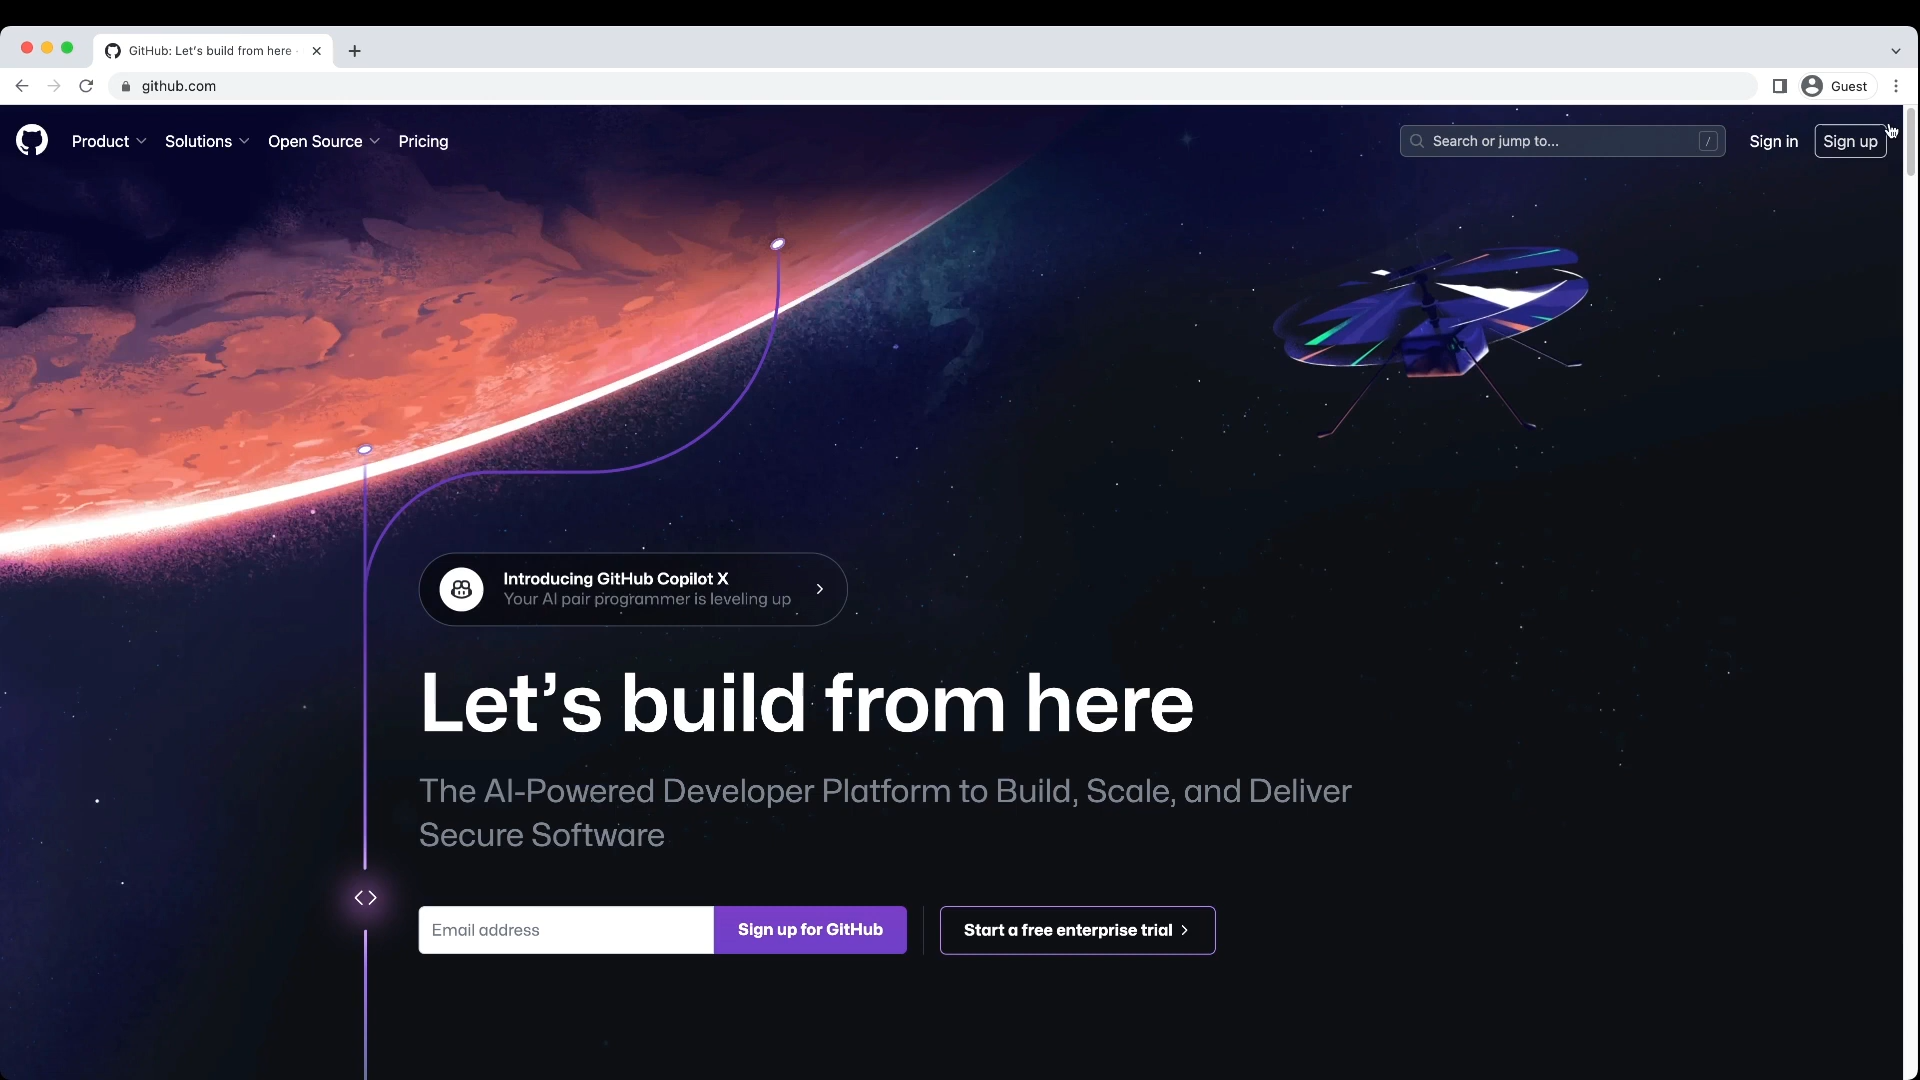 GitHub: Let's build from here ·
github.com
Guest
Product
Solutions
Open Source
Pricing
Search or jump to...
/
Sign in
Sign up
Introducing GitHub Copilot X
Your AI pair programmer is leveling up
Let's build from here
The AI-Powered Developer Platform to Build, Scale, and Deliver
Secure Software
Email address
Sign up for GitHub
Start a free enterprise trial